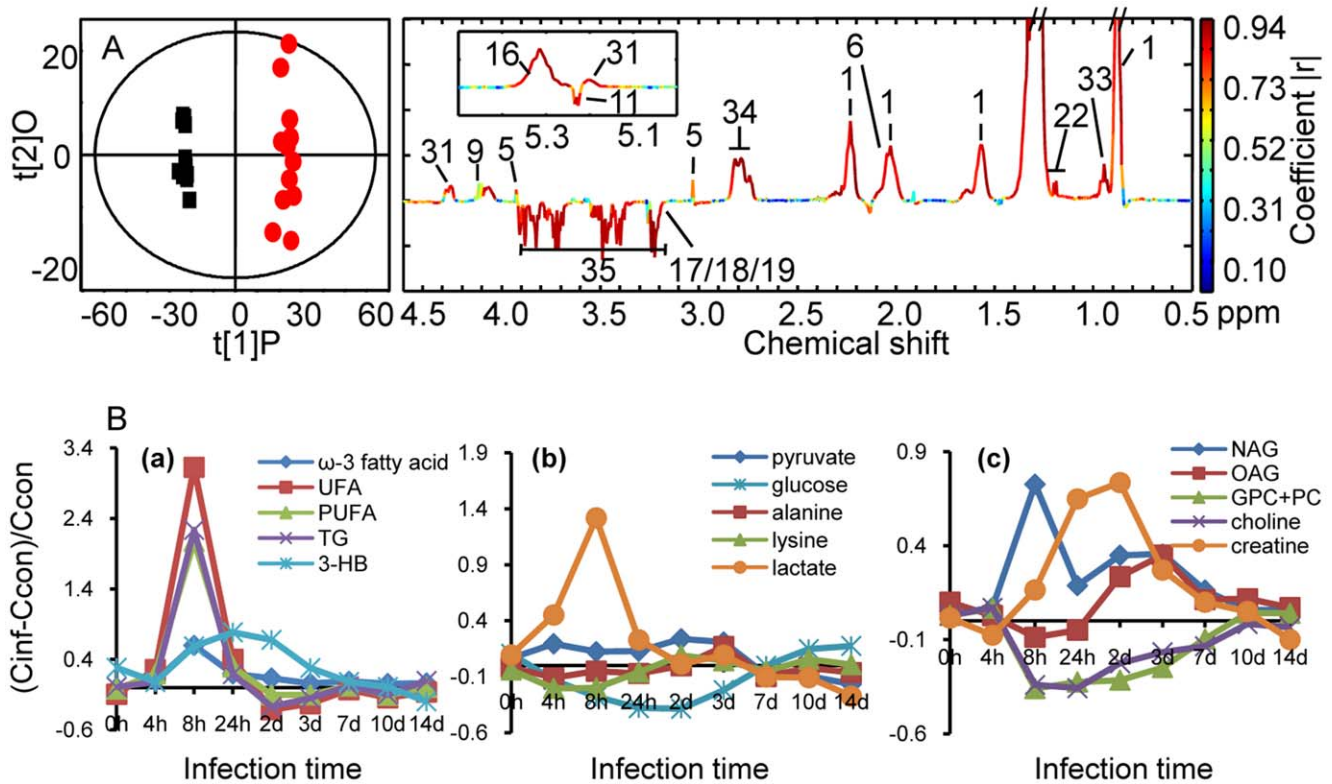 A
t[2]O
20
0
-20
-60
-30
0
30
60
t[1]P
16
31
11
5.3
5.1
31
9
5
5
34
1
6
1
1
22
33
1
35
17/18/19
4.5
4.0
3.5
3.0
2.5
2.0
1.5
1.0
0.5 ppm
Chemical shift
0.94
0.73
0.52
0.31
0.10
Coefficient |r|
B
(Cinf-Ccon)/Ccon
(a)
3.4
2.4
1.4
0.4
-0.6
ω-3 fatty acid
UFA
PUFA
TG
3-HB
0h 4h 8h 24h 2d 3d 7d 10d 14d
Infection time
(b)
1.9
1.4
0.9
0.4
-0.1
-0.6
pyruvate
glucose
alanine
lysine
lactate
0h 4h 8h 24h 2d 3d 7d 10d 14d
Infection time
(c)
0.9
0.4
-0.1
-0.6
NAG
OAG
GPC+PC
choline
creatine
0h 4h 8h 24h 2d 3d 7d 10d 14d
Infection time